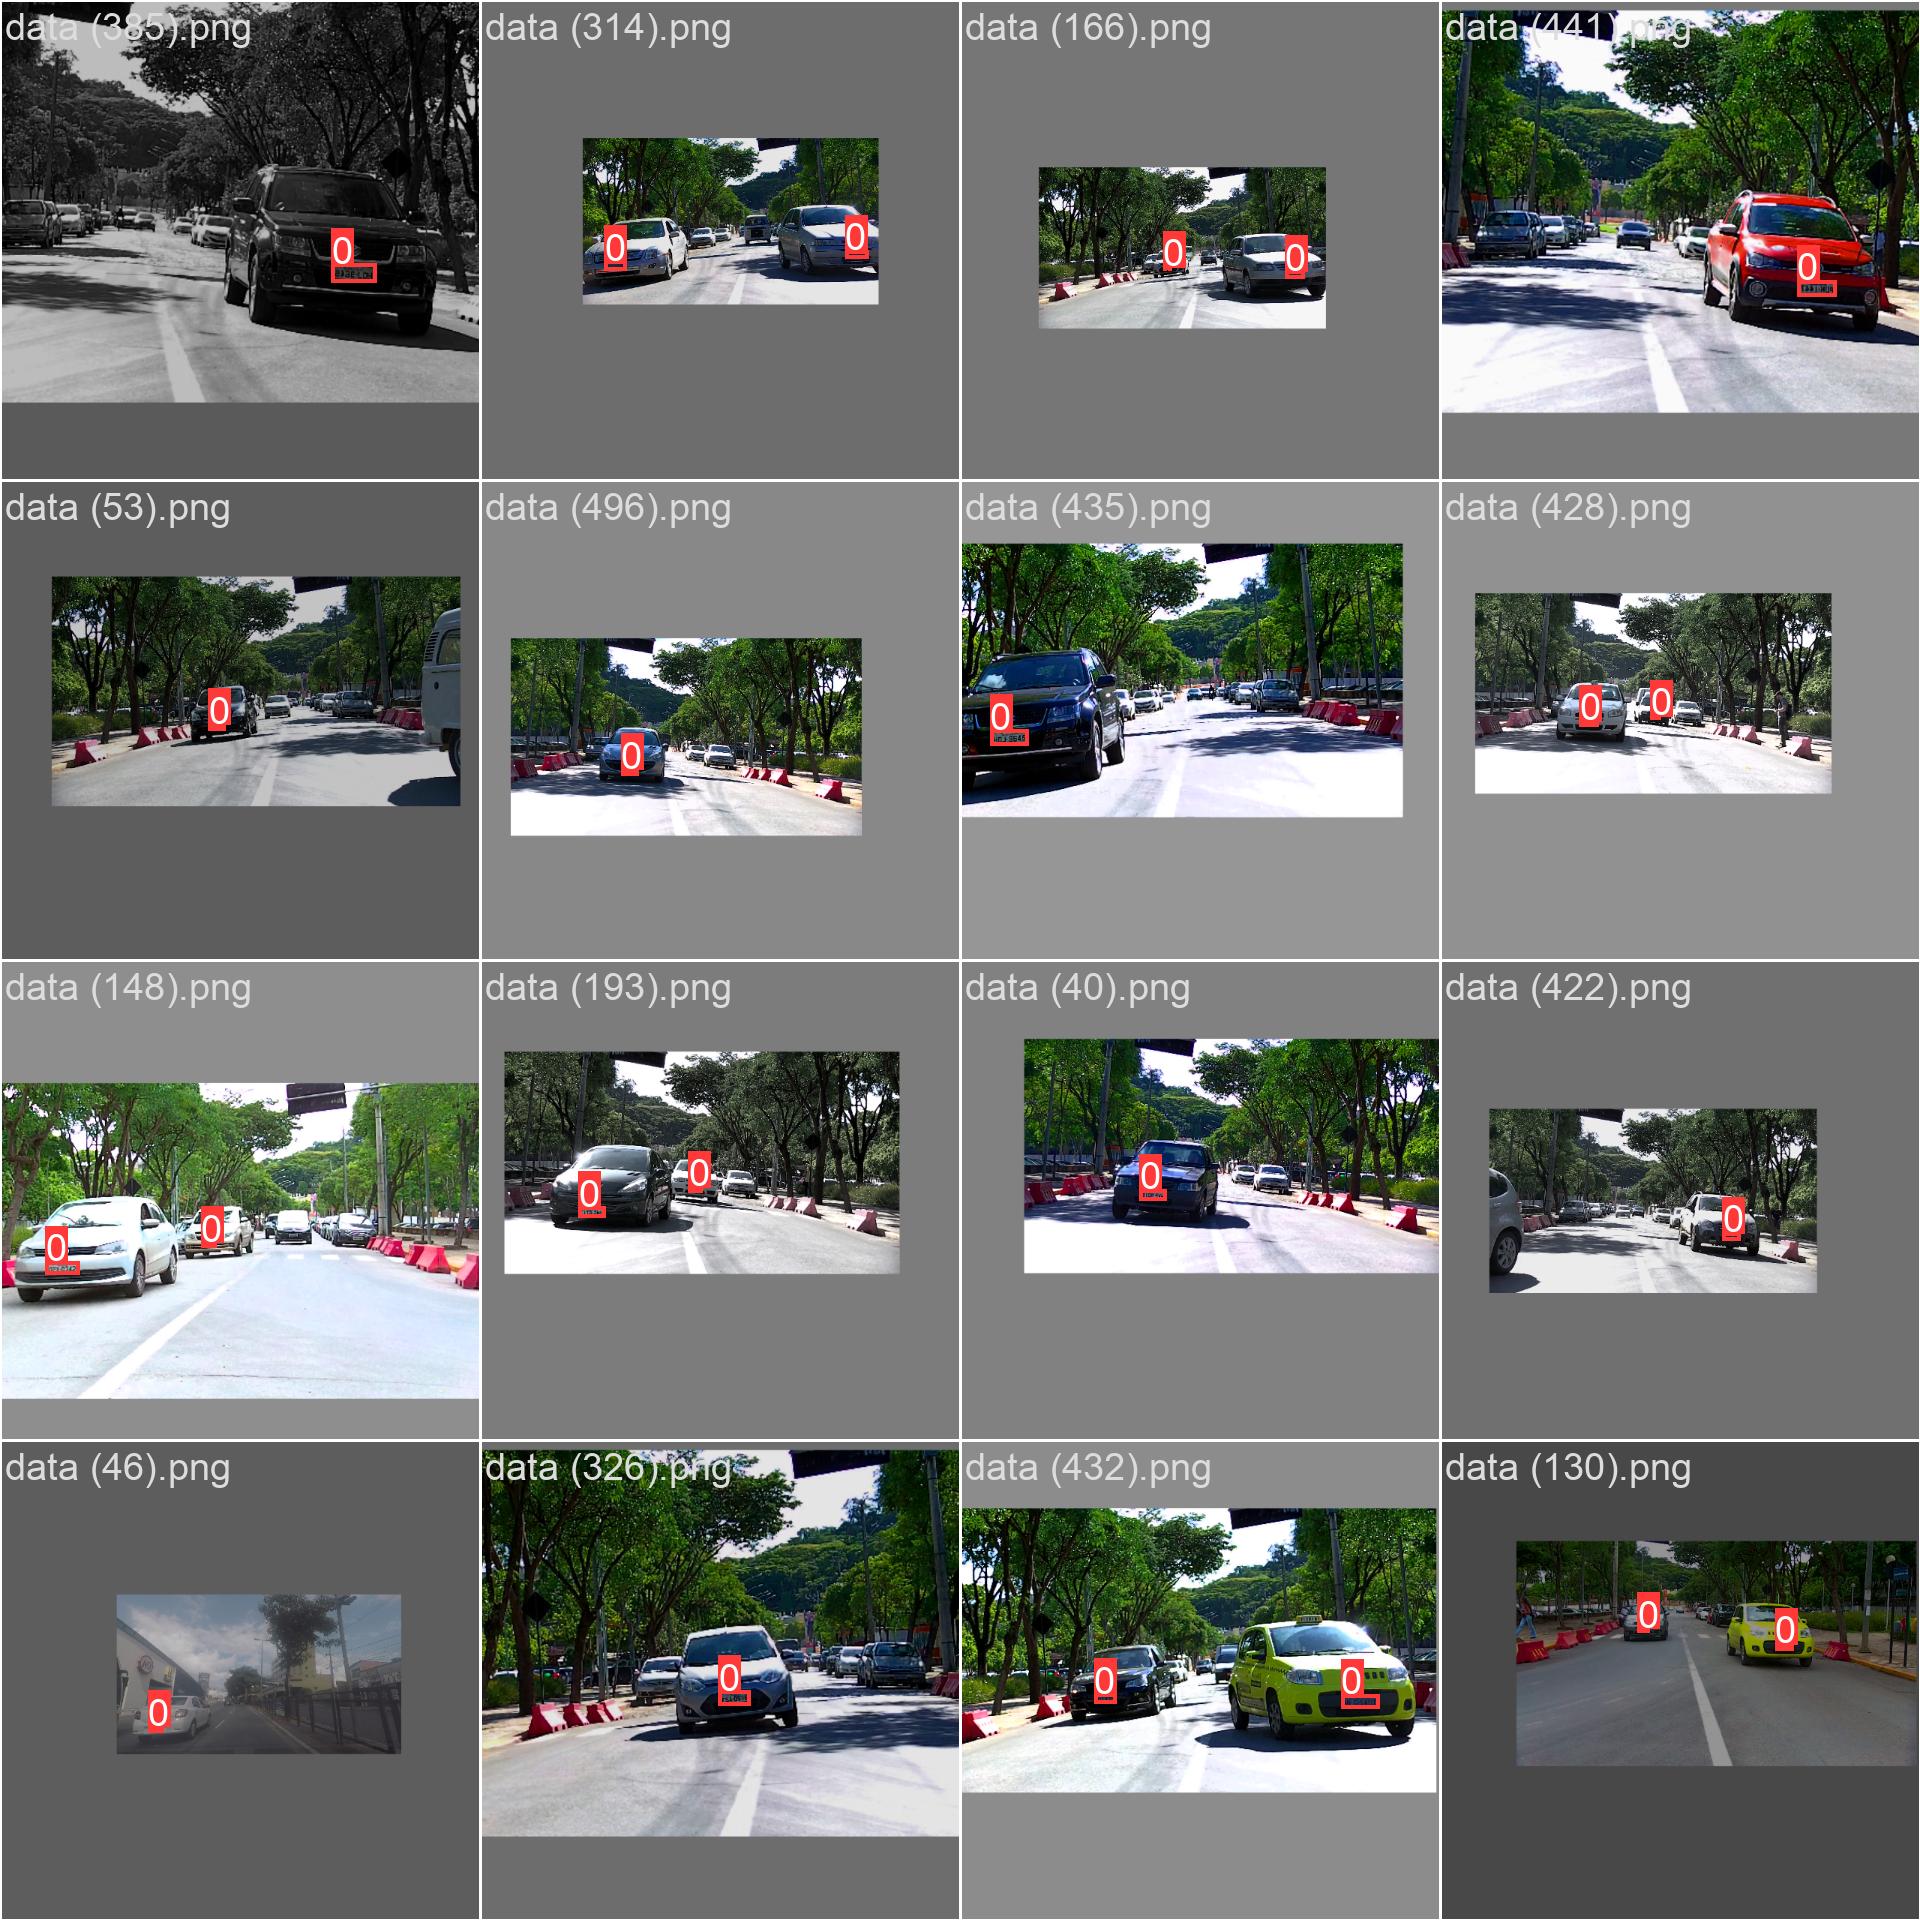 data (385).png
data (314).png
data (166).png
data (441).png
0
0
0
0
0
0
data (53).png
data (496).png
data (435).png
data (428).png
0
0
0
0
0
data (148).png
data (193).png
data (40).png
data (422).png
0
0
0
0
0
0
data (46).png
data (326).png
data (432).png
data (130).png
0
0
0
0
0
0